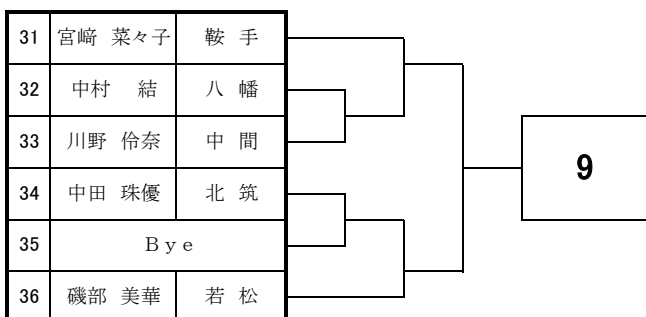 31 宮﨑 菜々子 鞍 手
32 中村 結 八 幡
33 川野 伶奈 中 間
34 中田 珠優 北 筑
35 Ｂｙｅ
36 磯部 美華 若 松
9